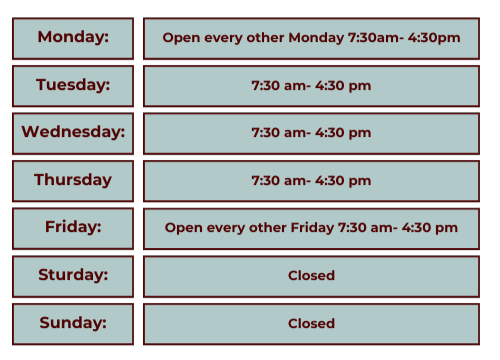 Monday: Open every other Monday 7:30am- 4:30pm
Tuesday: 7:30 am- 4:30 pm
Wednesday: 7:30 am- 4:30 pm
Thursday 7:30 am- 4:30 pm
Friday: Open every other Friday 7:30 am- 4:30 pm
Sturday: Closed
Sunday: Closed